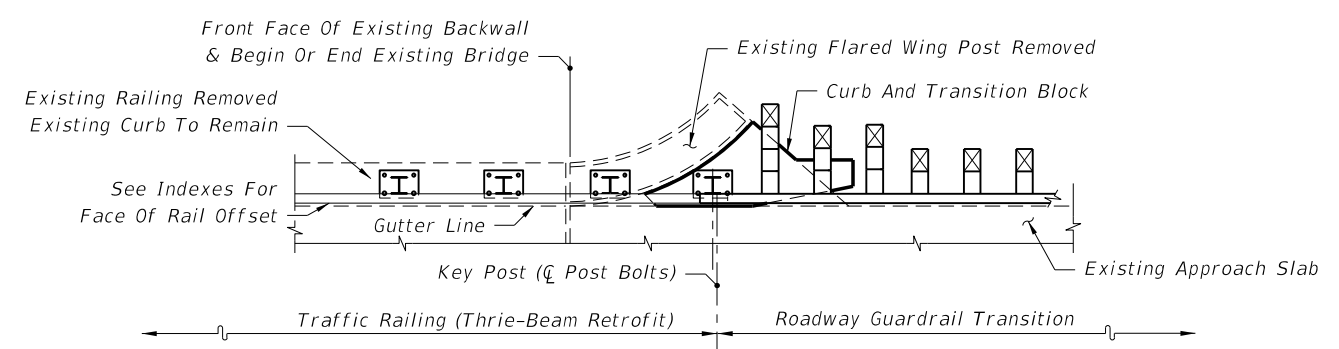 Front Face Of Existing Backwall
& Begin Or End Existing Bridge
Existing Flared Wing Post Removed
Curb And Transition Block
Existing Railing Removed
Existing Curb To Remain
See Indexes For
Face Of Rail Offset
Gutter Line
Key Post (℄ Post Bolts)
Existing Approach Slab
Traffic Railing (Thrie-Beam Retrofit)
Roadway Guardrail Transition